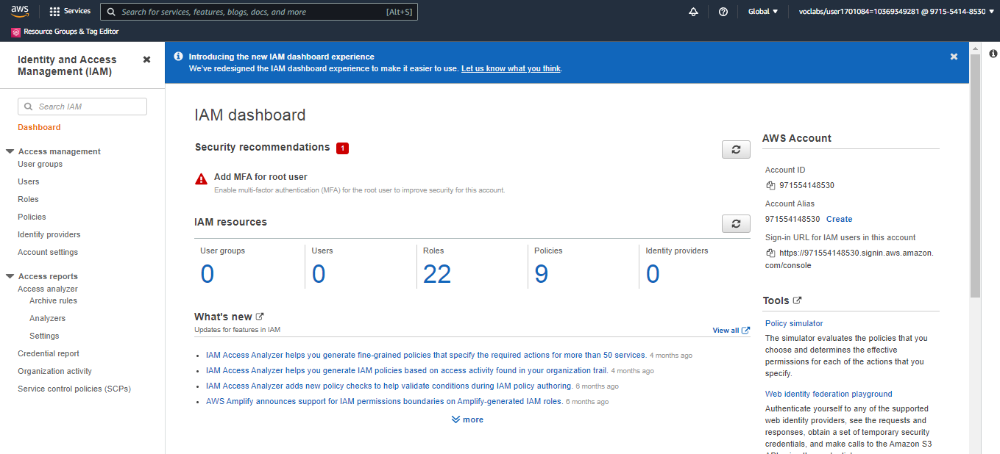 aws
Services
Search for services, features, blogs, docs, and more
[Alt+S]
Global
voclabs/user1701084=10369349281 @ 9715-5414-8530
Resource Groups & Tag Editor
Identity and Access
Management (IAM)
Search IAM
Dashboard
Access management
User groups
Users
Roles
Policies
Identity providers
Account settings
Access reports
Access analyzer
Archive rules
Analyzers
Settings
Credential report
Organization activity
Service control policies (SCPs)
Introducing the new IAM dashboard experience
We've redesigned the IAM dashboard experience to make it easier to use. Let us know what you think.
IAM dashboard
Security recommendations 1
Add MFA for root user
Enable multi-factor authentication (MFA) for the root user to improve security for this account.
IAM resources
User groups
0
Users
0
Roles
22
Policies
9
Identity providers
0
What's new
Updates for features in IAM
View all
IAM Access Analyzer helps you generate fine-grained policies that specify the required actions for more than 50 services. 4 months ago
IAM Access Analyzer helps you generate IAM policies based on access activity found in your organization trail. 4 months ago
IAM Access Analyzer adds new policy checks to help validate conditions during IAM policy authoring. 6 months ago
AWS Amplify announces support for IAM permissions boundaries on Amplify-generated IAM roles. 6 months ago
more
AWS Account
Account ID
971554148530
Account Alias
971554148530 Create
Sign-in URL for IAM users in this account
https://971554148530.signin.aws.amazon.
com/console
Tools
Policy simulator
The simulator evaluates the policies that you
choose and determines the effective
permissions for each of the actions that you
specify.
Web identity federation playground
Authenticate yourself to any of the supported
web identity providers, see the requests and
responses, obtain a set of temporary security
credentials, and make calls to the Amazon S3